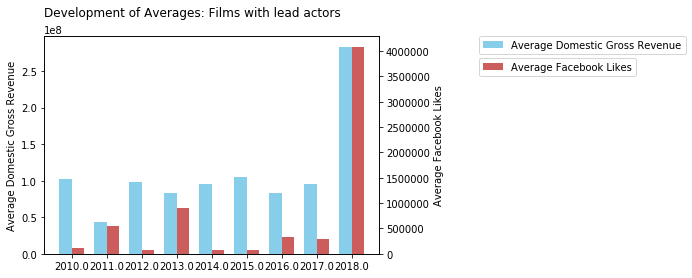 Development of Averages: Films with lead actors
1e8
Average Domestic Gross Revenue
2.5
2.0
1.5
1.0
0.5
0.0
4000000
3500000
3000000
2500000
2000000
1500000
1000000
500000
0
Average Facebook Likes
2010.0 2011.0 2012.0 2013.0 2014.0 2015.0 2016.0 2017.0 2018.0
Average Domestic Gross Revenue
Average Facebook Likes